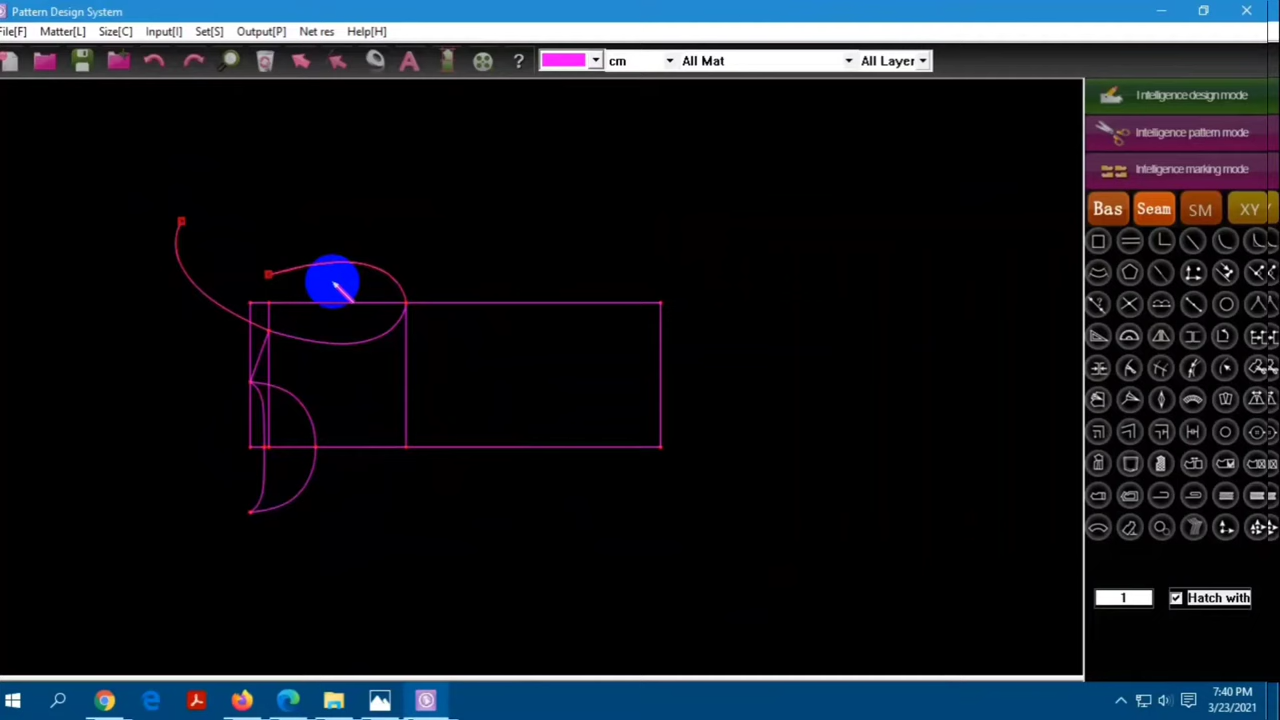 Pattern Design System
File[F] Matter[L] Size[C] Input[I] Set[S] Output[P] Net res Help[H]
A ? cm All Mat All Layer
Intelligence design mode
Intelligence pattern mode
Intelligence marking mode
Bas Seam SM XY
1 Hatch with
7:40 PM
3/23/2021